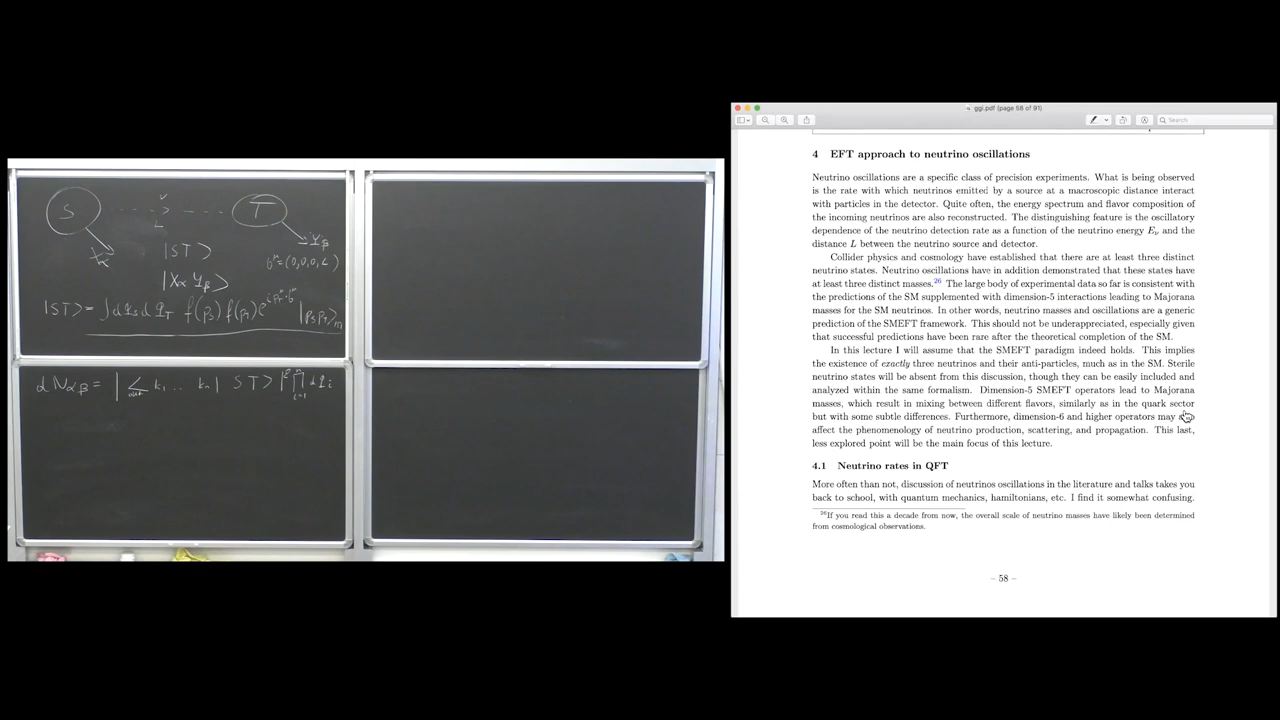 S
ν
L
T
X_α
Y_β
|ST⟩
b^μ=(0,0,0,L)
|X_α Y_β⟩
|ST⟩ = ∫dΦ_S dΦ_T f(p_S) f(p_T) e^{i p_T^μ b^μ} |p_S p_T⟩_in
dN_{αβ} = |⟨k_1 ... k_n| ST⟩|^2 ∏_{i=1}^n dΦ_i
ggi.pdf (page 58 of 91)
Search
4 EFT approach to neutrino oscillations
Neutrino oscillations are a specific class of precision experiments. What is being observed
is the rate with which neutrinos emitted by a source at a macroscopic distance interact
with particles in the detector. Quite often, the energy spectrum and flavor composition of
the incoming neutrinos are also reconstructed. The distinguishing feature is the oscillatory
dependence of the neutrino detection rate as a function of the neutrino energy E_ν and the
distance L between the neutrino source and detector.
Collider physics and cosmology have established that there are at least three distinct
neutrino states. Neutrino oscillations have in addition demonstrated that these states have
at least three distinct masses.26 The large body of experimental data so far is consistent with
the predictions of the SM supplemented with dimension-5 interactions leading to Majorana
masses for the SM neutrinos. In other words, neutrino masses and oscillations are a generic
prediction of the SMEFT framework. This should not be underappreciated, especially given
that successful predictions have been rare after the theoretical completion of the SM.
In this lecture I will assume that the SMEFT paradigm indeed holds. This implies
the existence of exactly three neutrinos and their anti-particles, much as in the SM. Sterile
neutrino states will be absent from this discussion, though they can be easily included and
analyzed within the same formalism. Dimension-5 SMEFT operators lead to Majorana
masses, which result in mixing between different flavors, similarly as in the quark sector
but with some subtle differences. Furthermore, dimension-6 and higher operators may
affect the phenomenology of neutrino production, scattering, and propagation. This last,
less explored point will be the main focus of this lecture.
4.1 Neutrino rates in QFT
More often than not, discussion of neutrinos oscillations in the literature and talks takes you
back to school, with quantum mechanics, hamiltonians, etc. I find it somewhat confusing.
26If you read this a decade from now, the overall scale of neutrino masses have likely been determined
from cosmological observations.
– 58 –